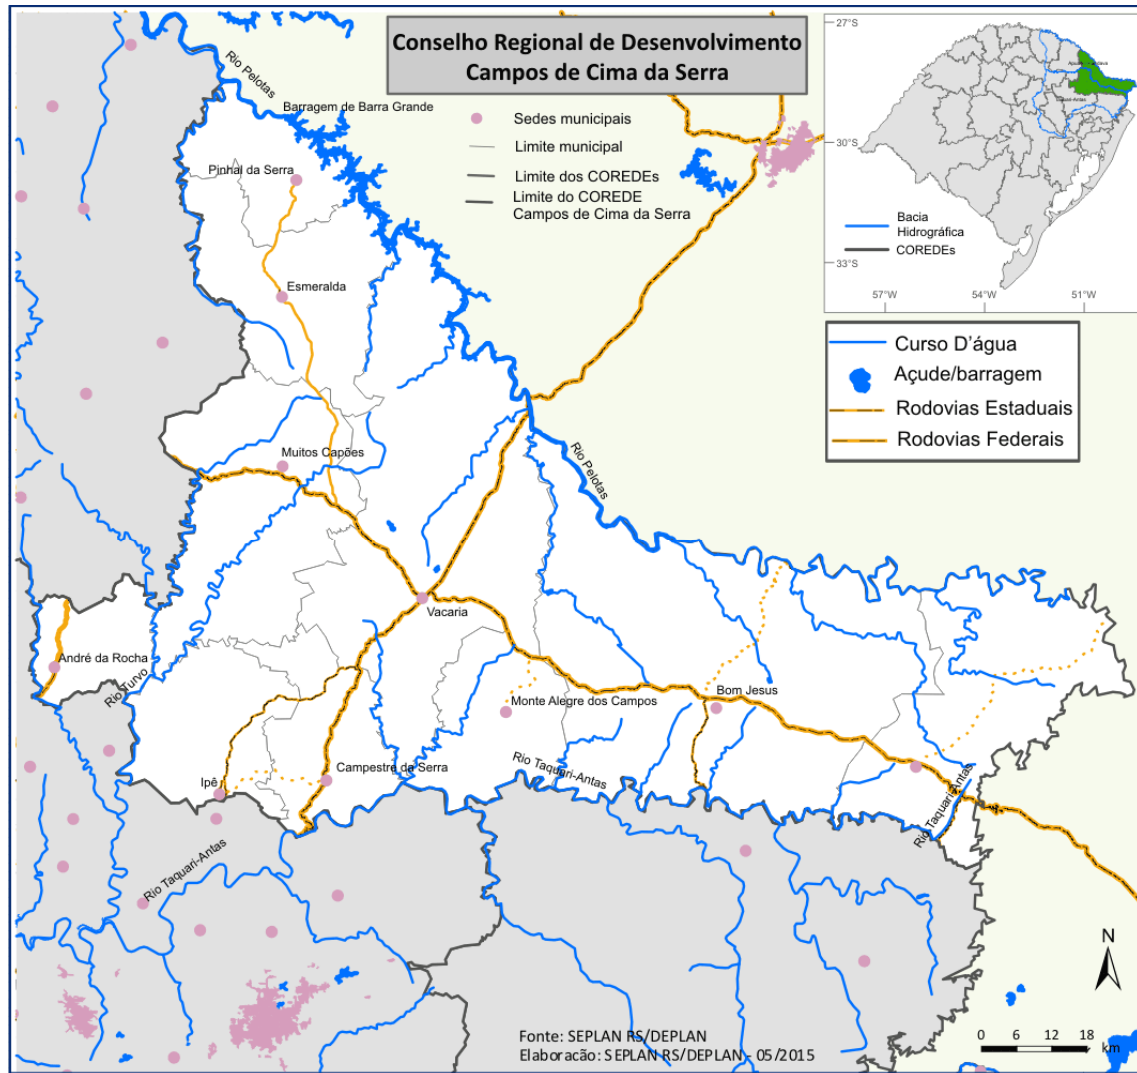 Conselho Regional de Desenvolvimento
Campos de Cima da Serra
Sedes municipais
Limite municipal
Limite dos COREDEs
Limite do COREDE
Campos de Cima da Serra
27°S
30°S
33°S
57°W
54°W
51°W
Bacia
Hidrográfica
COREDEs
Curso D'água
Açude/barragem
Rodovias Estaduais
Rodovias Federais
Rio Pelotas
Barragem de Barra Grande
Pinhal da Serra
Esmeralda
Muitos Capões
Rio Pelotas
Vacaria
André da Rocha
Rio Turvo
Monte Alegre dos Campos
Bom Jesus
Ipê
Campestre da Serra
Rio Taquari-Antas
Rio Taquari-Antas
Rio Taquari-Antas
N
0 6 12 18
km
Fonte: SEPLAN RS/DEPLAN
Elaboracão: SEPLAN RS/DEPLAN - 05/2015